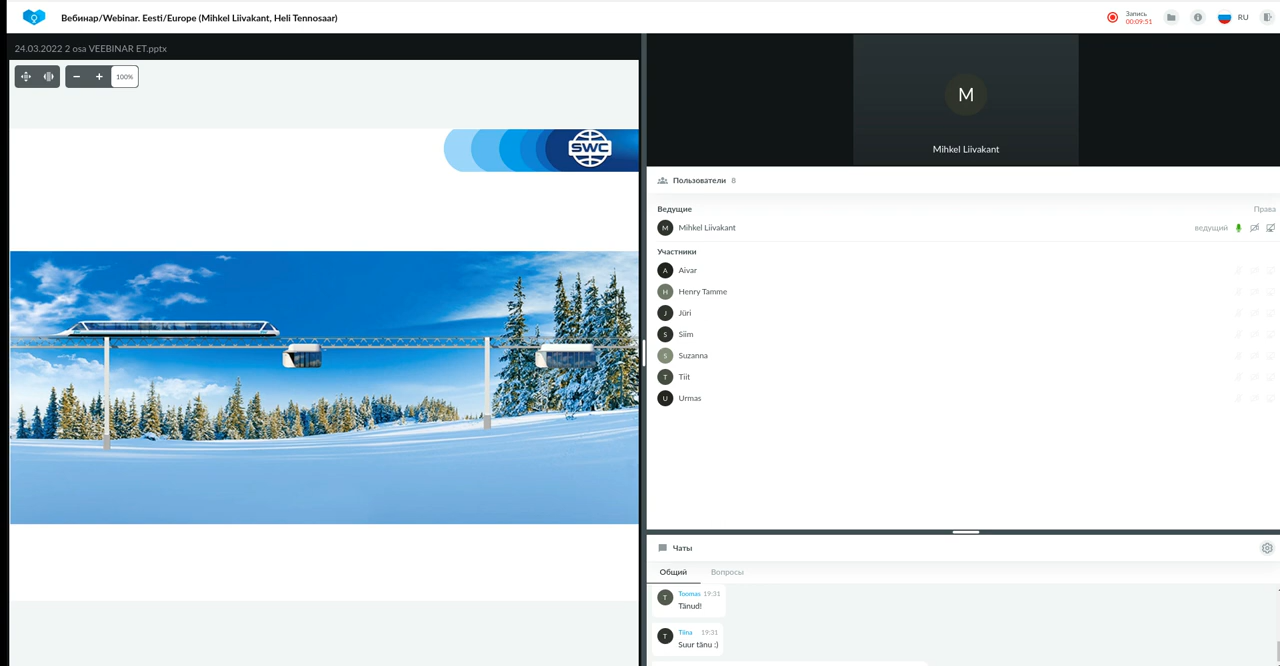 Вебинар/Webinar. Eesti/Europe (Mihkel Liivakant, Heli Tennosaar)
Запись
00:09:51
RU
24.03.2022 2 osa VEEBINAR ET.pptx
100%
SWC
M
Mihkel Liivakant
Пользователи 8
Ведущие Права
M Mihkel Liivakant ведущий
Участники
A Aivar
H Henry Tamme
J Jüri
S Siim
S Suzanna
T Tiit
U Urmas
Чаты
Общий Вопросы
T Toomas 19:31
Tänud!
T Tiina 19:31
Suur tänu :)